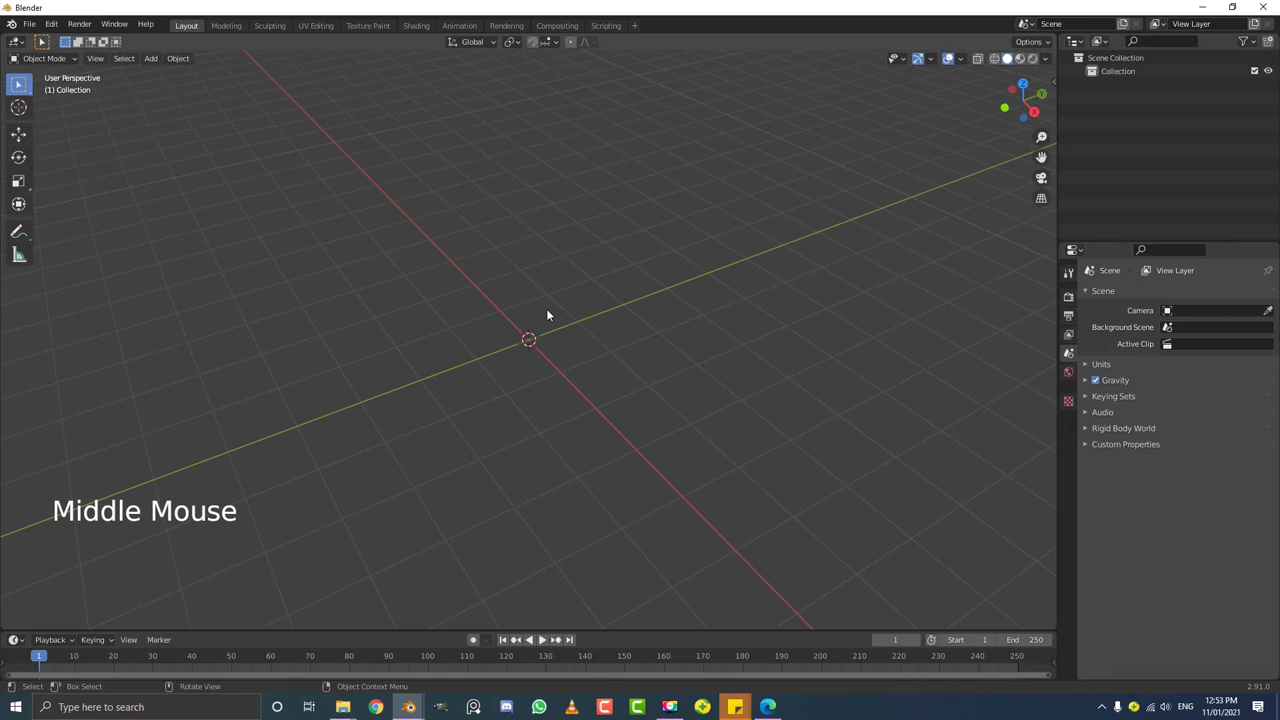 Blender
File Edit Render Window Help Layout Modeling Sculpting UV Editing Texture Paint Shading Animation Rendering Compositing Scripting + Scene View Layer
Global Options
Object Mode View Select Add Object
User Perspective
(1) Collection
Z
Y
X
Scene Collection
Collection
Scene View Layer
Scene
Camera
Background Scene
Active Clip
Units
Gravity
Keying Sets
Audio
Rigid Body World
Custom Properties
Middle Mouse
Playback Keying View Marker 1 Start 1 End 250
1 10 20 30 40 50 60 70 80 90 100 110 120 130 140 150 160 170 180 190 200 210 220 230 240 250
Select Box Select Rotate View Object Context Menu 2.91.0
Type here to search
ENG
12:53 PM
11/01/2021